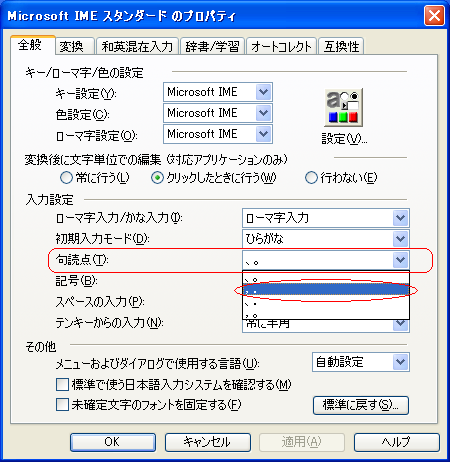 Microsoft IME スタンダード のプロパティ
全般 変換 和英混在入力 辞書/学習 オートコレクト 互換性
キー/ローマ字/色の設定
キー設定(Y): Microsoft IME
色設定(C): Microsoft IME
ローマ字設定(O): Microsoft IME
設定(V)...
変換後に文字単位での編集 (対応アプリケーションのみ)
常に行う(L) クリックしたときに行う(W) 行わない(E)
入力設定
ローマ字入力/かな入力(I): ローマ字入力
初期入力モード(D): ひらがな
句読点(T): 、。
、。
，．
記号(B):
スペースの入力(P): 、．
，。
テンキーからの入力(N): 常に半角
その他
メニューおよびダイアログで使用する言語(U): 自動設定
標準で使う日本語入力システムを確認する(M)
未確定文字のフォントを固定する(F) 標準に戻す(S)...
OK キャンセル 適用(A) ヘルプ